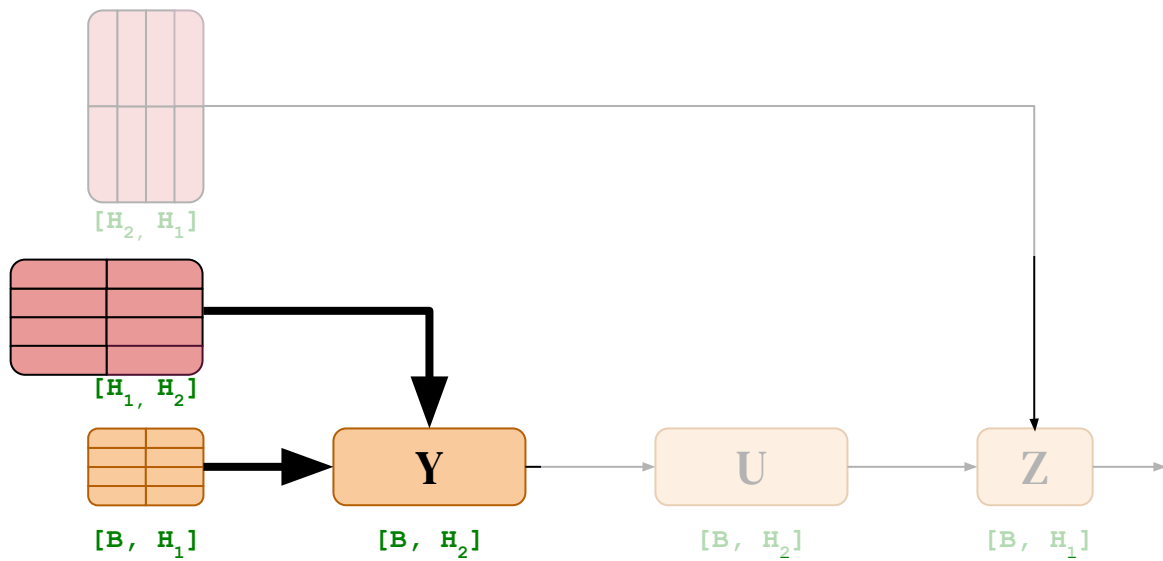 [H₂, H₁]
[H₁, H₂]
Y
U
Z
[B, H₁]
[B, H₂]
[B, H₂]
[B, H₁]